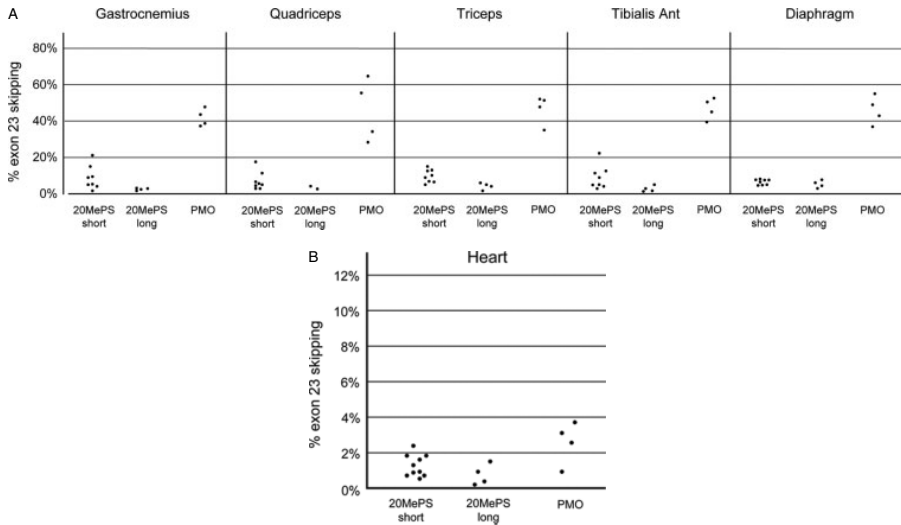 A
Gastrocnemius Quadriceps Triceps Tibialis Ant Diaphragm
% exon 23 skipping
80%
60%
40%
20%
0%
20MePS short 20MePS long PMO 20MePS short 20MePS long PMO 20MePS short 20MePS long PMO 20MePS short 20MePS long PMO 20MePS short 20MePS long PMO
B
Heart
% exon 23 skipping
12%
10%
8%
6%
4%
2%
0%
20MePS short 20MePS long PMO